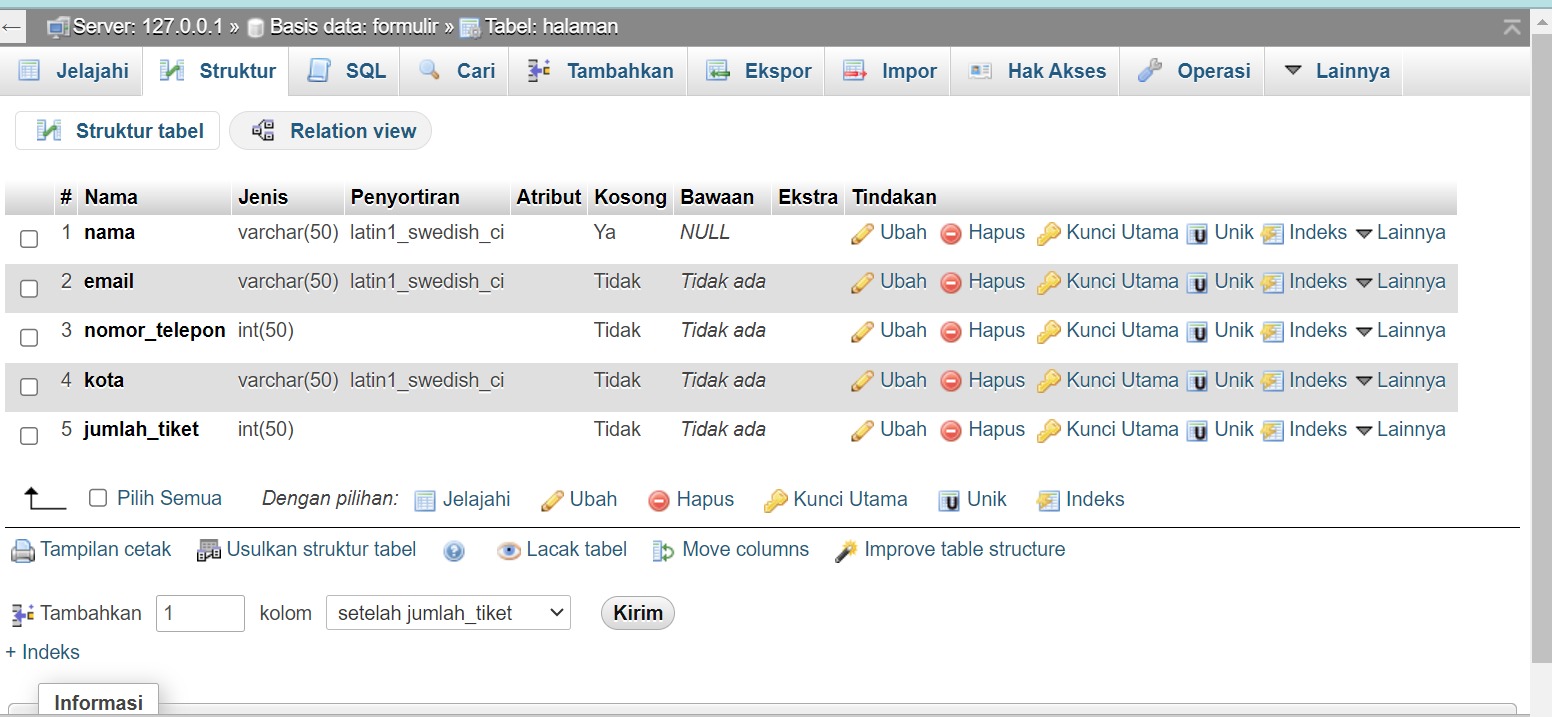 Server: 127.0.0.1 » Basis data: formulir » Tabel: halaman
Jelajahi Struktur SQL Cari Tambahkan Ekspor Impor Hak Akses Operasi Lainnya
Struktur tabel Relation view
# Nama Jenis Penyortiran Atribut Kosong Bawaan Ekstra Tindakan
1 nama varchar(50) latin1_swedish_ci Ya NULL Ubah Hapus Kunci Utama Unik Indeks Lainnya
2 email varchar(50) latin1_swedish_ci Tidak Tidak ada Ubah Hapus Kunci Utama Unik Indeks Lainnya
3 nomor_telepon int(50) Tidak Tidak ada Ubah Hapus Kunci Utama Unik Indeks Lainnya
4 kota varchar(50) latin1_swedish_ci Tidak Tidak ada Ubah Hapus Kunci Utama Unik Indeks Lainnya
5 jumlah_tiket int(50) Tidak Tidak ada Ubah Hapus Kunci Utama Unik Indeks Lainnya
Pilih Semua Dengan pilihan: Jelajahi Ubah Hapus Kunci Utama Unik Indeks
Tampilan cetak Usulkan struktur tabel Lacak tabel Move columns Improve table structure
Tambahkan 1 kolom setelah jumlah_tiket Kirim
+ Indeks
Informasi